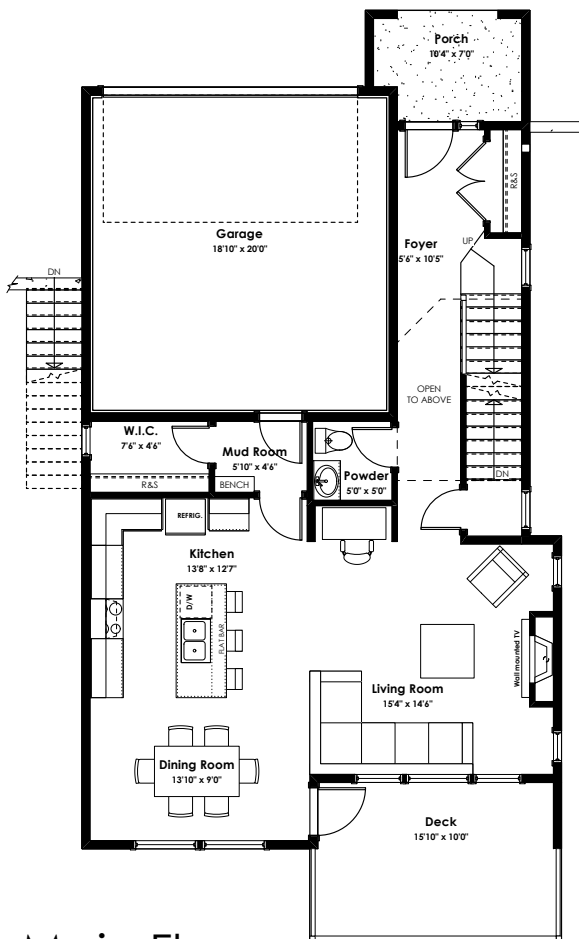 Porch
10'4" x 7'0"
R&S
Garage
18'10" x 20'0"
Foyer
5'6" x 10'5"
UP
DN
OPEN
TO ABOVE
W.I.C.
7'6" x 4'6"
Mud Room
5'10" x 4'6"
Powder
5'0" x 5'0"
R&S
BENCH
DN
REFRIG.
Kitchen
13'8" x 12'7"
D/W
FLAT BAR
Wall mounted TV
Living Room
15'4" x 14'6"
Dining Room
13'10" x 9'0"
Deck
15'10" x 10'0"